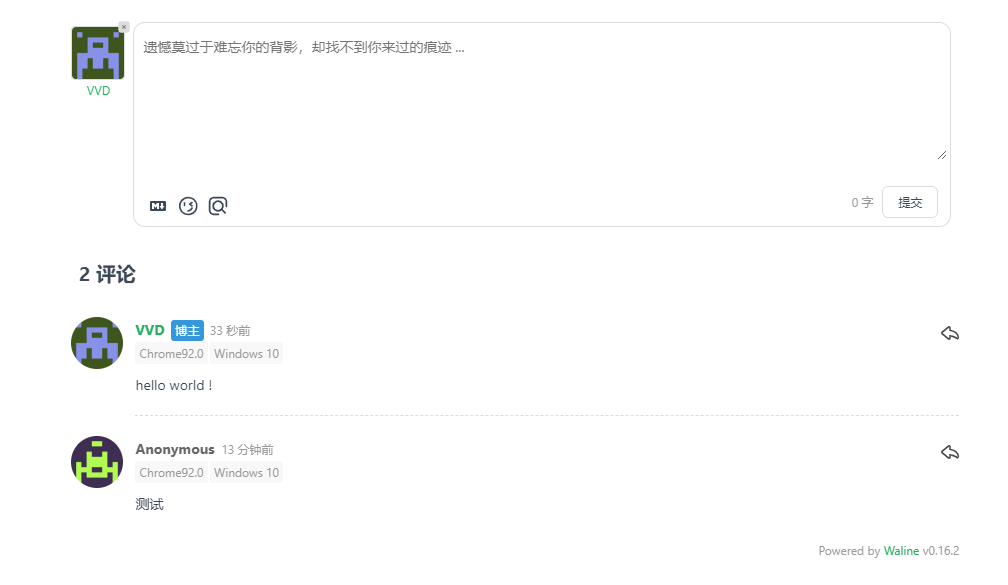 遗憾莫过于难忘你的背影，却找不到你来过的痕迹 ...
VVD
0 字 提交
2 评论
VVD 博主 33 秒前
Chrome92.0 Windows 10
hello world !
Anonymous 13 分钟前
Chrome92.0 Windows 10
测试
Powered by Waline v0.16.2